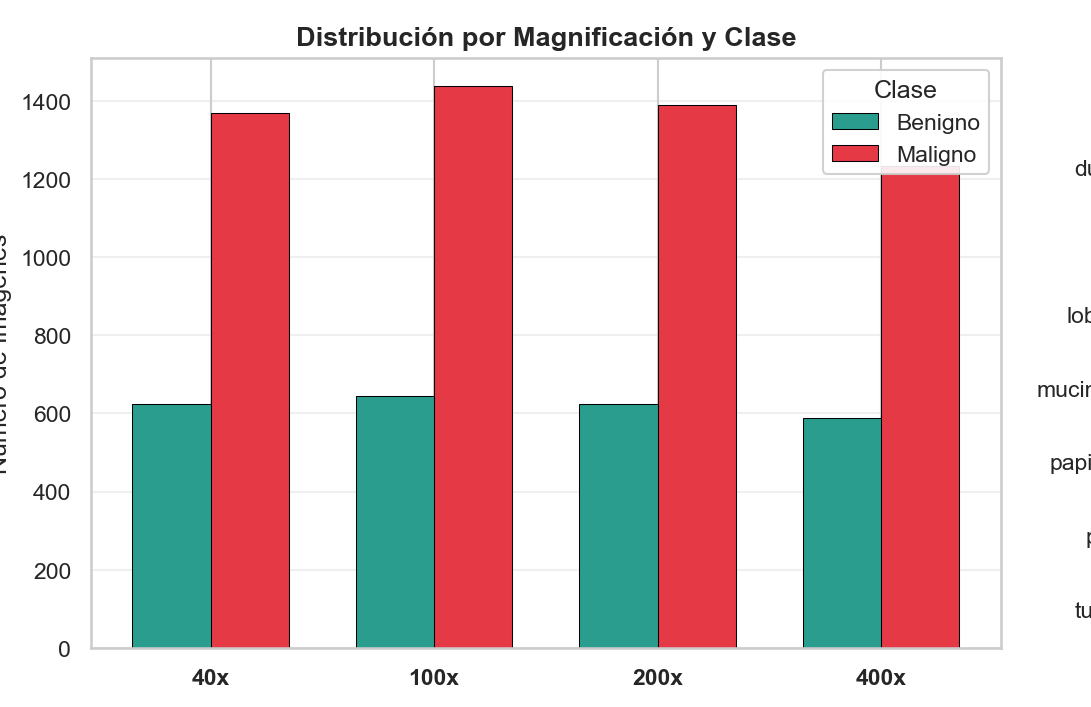 Distribución por Magnificación y Clase
Clase
Benigno
Maligno
1400
1200
1000
800
600
400
200
0
40x
100x
200x
400x